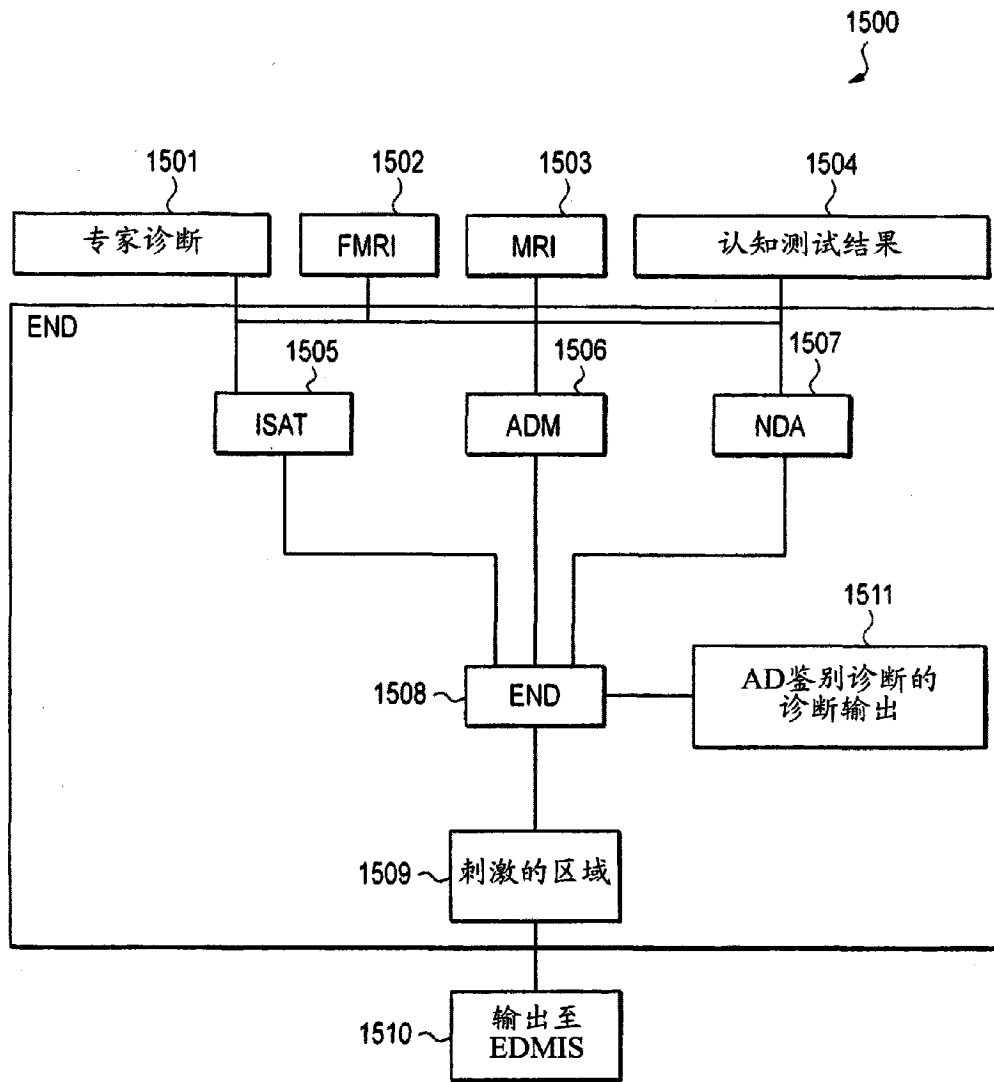 1500
1501
1502
1503
1504
专家诊断
FMRI
MRI
认知测试结果
END
1505
1506
1507
ISAT
ADM
NDA
1511
1508
END
AD鉴别诊断的
诊断输出
1509
刺激的区域
1510
输出至
EDMIS